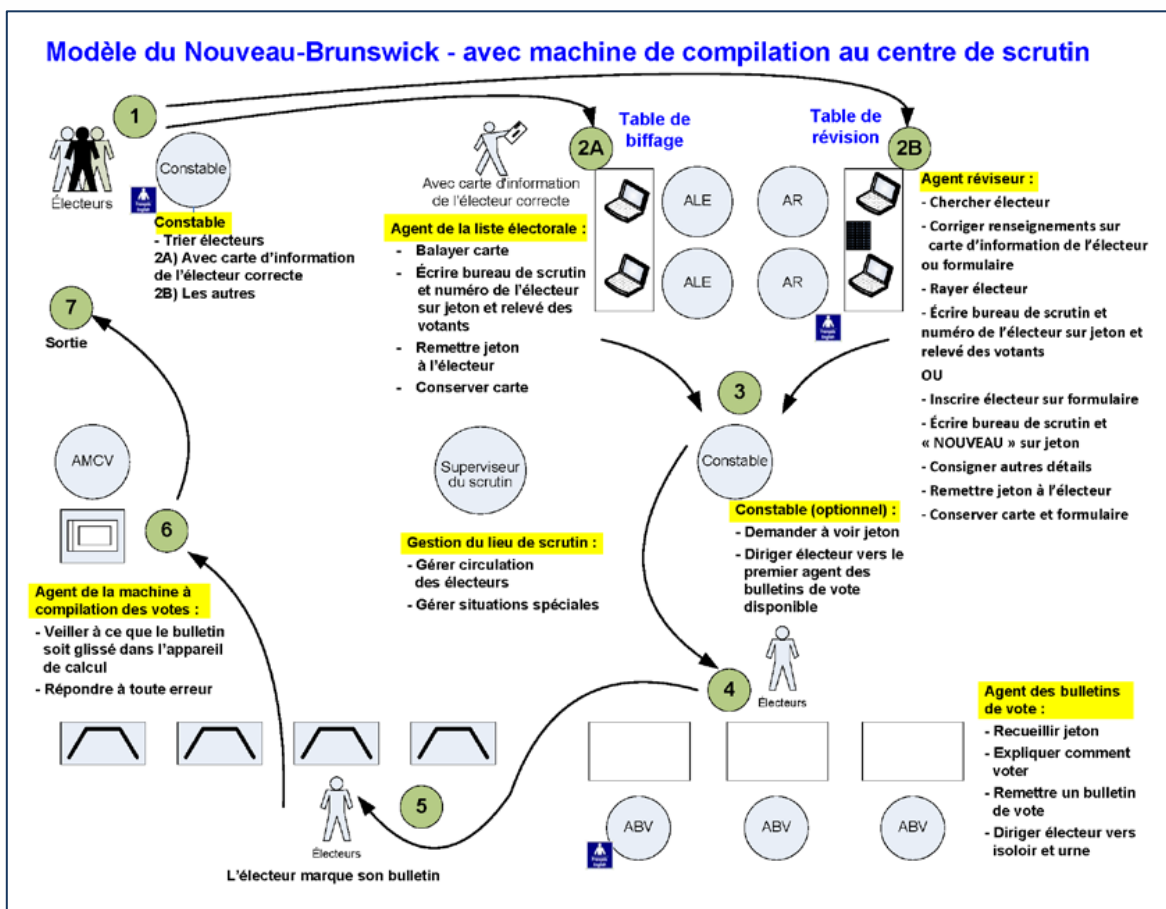 Modèle du Nouveau-Brunswick - avec machine de compilation au centre de scrutin
1
Électeurs
Constable
Français
English
Constable
- Trier électeurs
2A) Avec carte d'information
de l'électeur correcte
2B) Les autres
Avec carte d'information
de l'électeur correcte
Agent de la liste électorale :
- Balayer carte
- Écrire bureau de scrutin
et numéro de l'électeur
sur jeton et relevé des
votants
- Remettre jeton
à l'électeur
- Conserver carte
2A
Table de
biffage
ALE
ALE
Table de
révision
2B
AR
AR
Français
English
Agent réviseur :
- Chercher électeur
- Corriger renseignements sur
carte d'information de l'électeur
ou formulaire
- Rayer électeur
- Écrire bureau de scrutin et
numéro de l'électeur sur jeton et
relevé des votants
OU
- Inscrire électeur sur formulaire
- Écrire bureau de scrutin et
« NOUVEAU » sur jeton
- Consigner autres détails
- Remettre jeton à l'électeur
- Conserver carte et formulaire
3
Constable
Constable (optionnel) :
- Demander à voir jeton
- Diriger électeur vers le
premier agent des
bulletins de vote
disponible
Superviseur
du scrutin
Gestion du lieu de scrutin :
- Gérer circulation
des électeurs
- Gérer situations spéciales
4
Électeurs
Agent des bulletins
de vote :
- Recueillir jeton
- Expliquer comment
voter
- Remettre un bulletin
de vote
- Diriger électeur vers
isoloir et urne
ABV
ABV
ABV
Français
English
5
Électeurs
L'électeur marque son bulletin
6
AMCV
Agent de la machine à
compilation des votes :
- Veiller à ce que le bulletin
soit glissé dans l'appareil
de calcul
- Répondre à toute erreur
7
Sortie